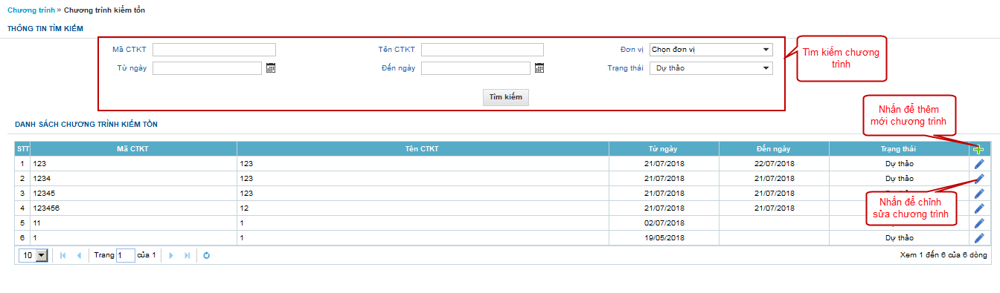 Chương trình » Chương trình kiểm tồn
THÔNG TIN TÌM KIẾM
Mã CTKT Tên CTKT Đơn vị Chọn đơn vị
Từ ngày Đến ngày Trạng thái Dự thảo
Tìm kiếm
Tìm kiếm chương
trình
Nhấn để thêm
mới chương trình
DANH SÁCH CHƯƠNG TRÌNH KIỂM TỒN
STT Mã CTKT Tên CTKT Từ ngày Đến ngày Trạng thái
1 123 123 21/07/2018 22/07/2018 Dự thảo
2 1234 123 21/07/2018 21/07/2018 Dự thảo
3 12345 123 21/07/2018 21/07/2018
4 123456 12 21/07/2018 21/07/2018
Nhấn để chỉnh
sửa chương trình
5 11 1 02/07/2018
6 1 1 19/05/2018 Dự thảo
10 Trang 1 của 1 Xem 1 đến 6 của 6 dòng